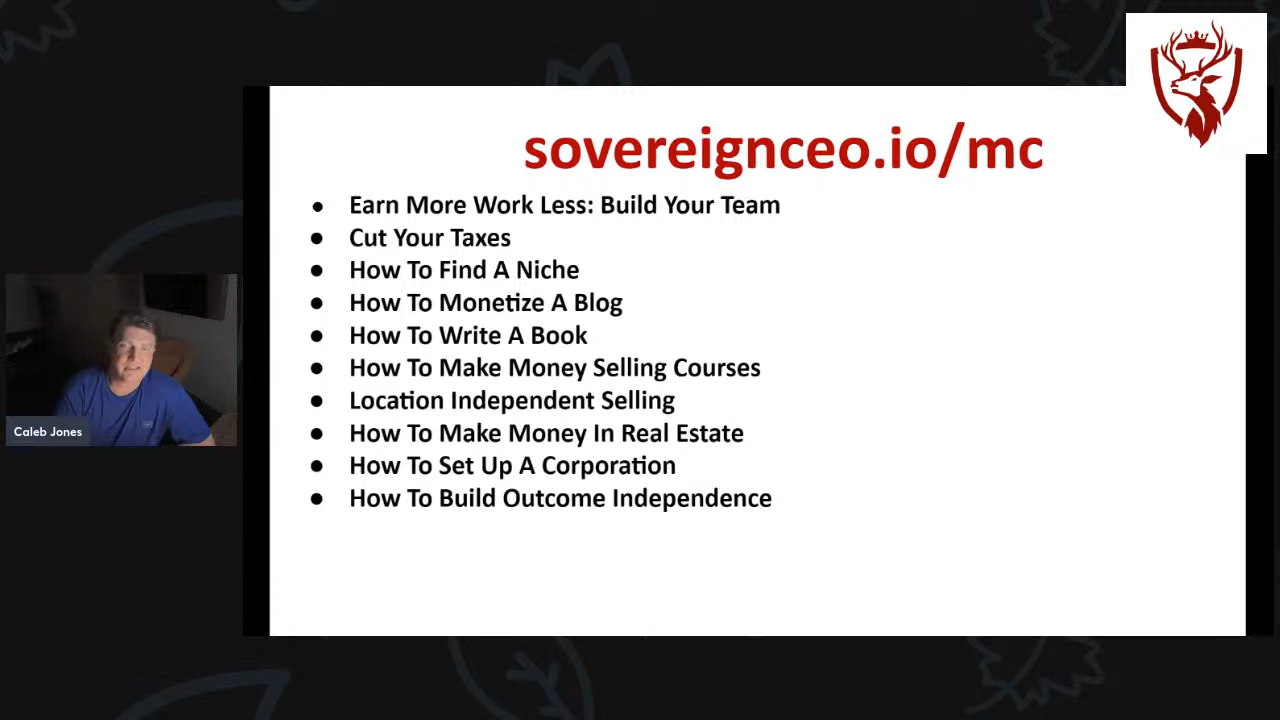 sovereignceo.io/mc
● Earn More Work Less: Build Your Team
● Cut Your Taxes
● How To Find A Niche
● How To Monetize A Blog
● How To Write A Book
● How To Make Money Selling Courses
● Location Independent Selling
● How To Make Money In Real Estate
● How To Set Up A Corporation
● How To Build Outcome Independence
Caleb Jones